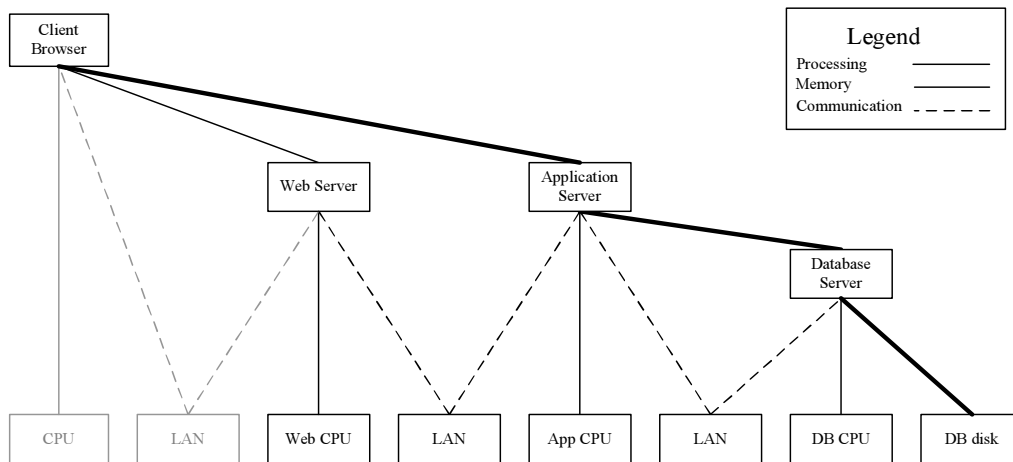 Client
Browser
Legend
Processing
Memory
Communication
Web Server
Application
Server
Database
Server
CPU
LAN
Web CPU
LAN
App CPU
LAN
DB CPU
DB disk